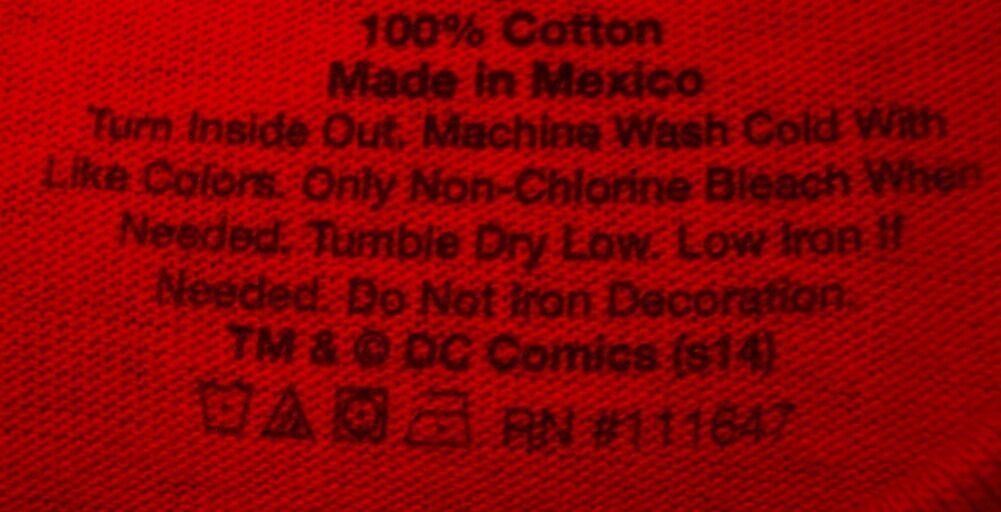 100% Cotton
Made in Mexico
Turn Inside Out. Machine Wash Cold With
Like Colors. Only Non-Chlorine Bleach When
Needed. Tumble Dry Low. Low Iron If
Needed. Do Not Iron Decoration.
TM & © DC Comics (s14)
RN #111647